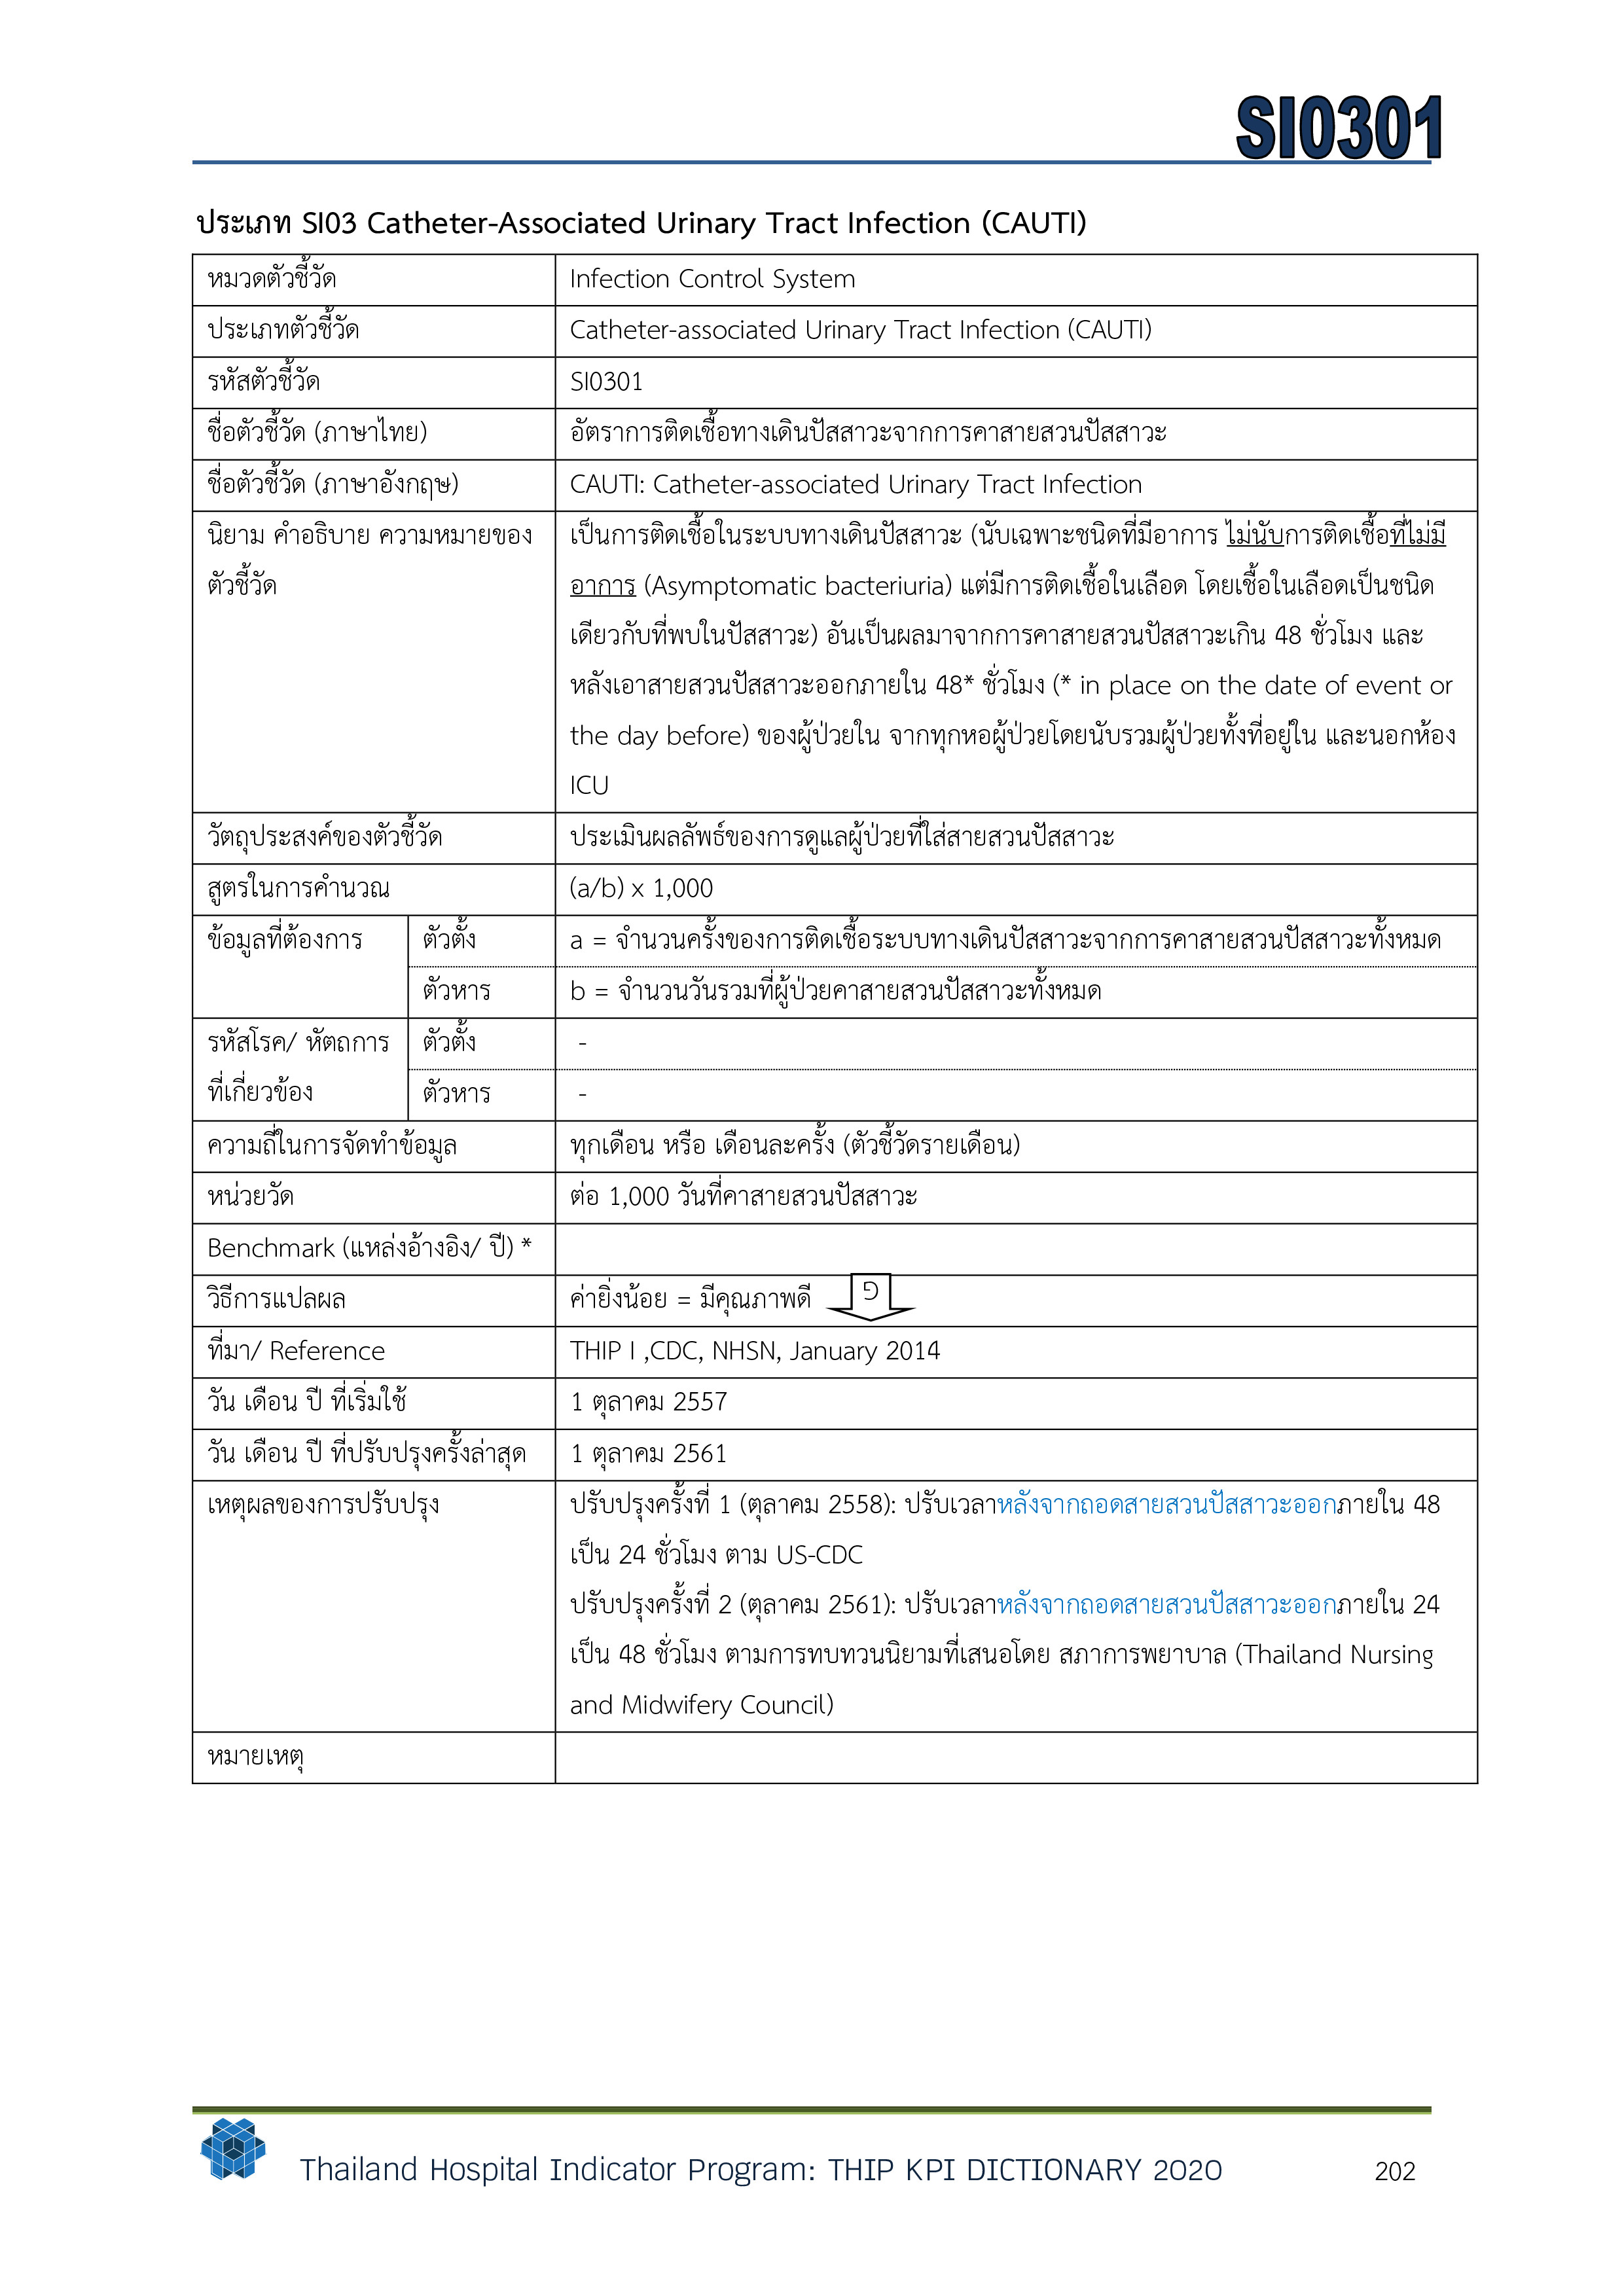 SI0301
ประเภท SI03 Catheter-Associated Urinary Tract Infection (CAUTI)
หมวดตัวชี้วัด Infection Control System
ประเภทตัวชี้วัด Catheter-associated Urinary Tract Infection (CAUTI)
รหัสตัวชี้วัด SI0301
ชื่อตัวชี้วัด (ภาษาไทย) อัตราการติดเชื้อทางเดินปัสสาวะจากการคาสายสวนปัสสาวะ
ชื่อตัวชี้วัด (ภาษาอังกฤษ) CAUTI: Catheter-associated Urinary Tract Infection
นิยาม คำอธิบาย ความหมายของ เป็นการติดเชื้อในระบบทางเดินปัสสาวะ (นับเฉพาะชนิดที่มีอาการ ไม่นับการติดเชื้อที่ไม่มี
ตัวชี้วัด อาการ (Asymptomatic bacteriuria) แต่มีการติดเชื้อในเลือด โดยเชื้อในเลือดเป็นชนิด
เดียวกับที่พบในปัสสาวะ) อันเป็นผลมาจากการคาสายสวนปัสสาวะเกิน 48 ชั่วโมง และ
หลังเอาสายสวนปัสสาวะออกภายใน 48* ชั่วโมง (* in place on the date of event or
the day before) ของผู้ป่วยใน จากทุกหอผู้ป่วยโดยนับรวมผู้ป่วยทั้งที่อยู่ใน และนอกห้อง
ICU
วัตถุประสงค์ของตัวชี้วัด ประเมินผลลัพธ์ของการดูแลผู้ป่วยที่ใส่สายสวนปัสสาวะ
สูตรในการคำนวณ (a/b) x 1,000
ข้อมูลที่ต้องการ ตัวตั้ง a = จำนวนครั้งของการติดเชื้อระบบทางเดินปัสสาวะจากการคาสายสวนปัสสาวะทั้งหมด
ตัวหาร b = จำนวนวันรวมที่ผู้ป่วยคาสายสวนปัสสาวะทั้งหมด
รหัสโรค/ หัตถการ ตัวตั้ง -
ที่เกี่ยวข้อง ตัวหาร -
ความถี่ในการจัดทำข้อมูล ทุกเดือน หรือ เดือนละครั้ง (ตัวชี้วัดรายเดือน)
หน่วยวัด ต่อ 1,000 วันที่คาสายสวนปัสสาวะ
Benchmark (แหล่งอ้างอิง/ ปี) *
วิธีการแปลผล ค่ายิ่งน้อย = มีคุณภาพดี
ที่มา/ Reference THIP I ,CDC, NHSN, January 2014
วัน เดือน ปี ที่เริ่มใช้ 1 ตุลาคม 2557
วัน เดือน ปี ที่ปรับปรุงครั้งล่าสุด 1 ตุลาคม 2561
เหตุผลของการปรับปรุง ปรับปรุงครั้งที่ 1 (ตุลาคม 2558): ปรับเวลาหลังจากถอดสายสวนปัสสาวะออกภายใน 48
เป็น 24 ชั่วโมง ตาม US-CDC
ปรับปรุงครั้งที่ 2 (ตุลาคม 2561): ปรับเวลาหลังจากถอดสายสวนปัสสาวะออกภายใน 24
เป็น 48 ชั่วโมง ตามการทบทวนนิยามที่เสนอโดย สภาการพยาบาล (Thailand Nursing
and Midwifery Council)
หมายเหตุ
Thailand Hospital Indicator Program: THIP KPI DICTIONARY 2020 202